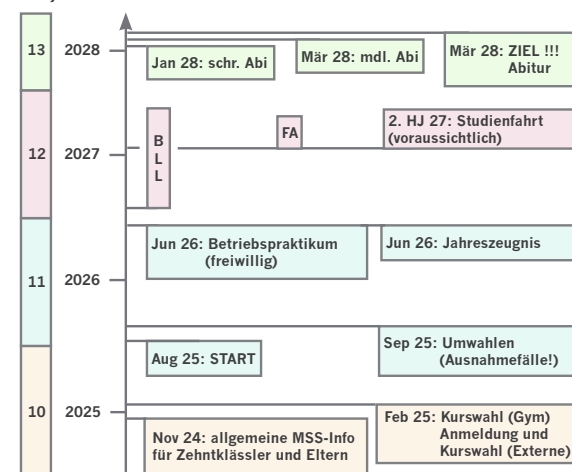 13
2028
Jan 28: schr. Abi
Mär 28: mdl. Abi
Mär 28: ZIEL !!!
Abitur
12
2027
B
L
L
FA
2. HJ 27: Studienfahrt
(voraussichtlich)
11
2026
Jun 26: Betriebspraktikum
(freiwillig)
Jun 26: Jahreszeugnis
Aug 25: START
Sep 25: Umwahlen
(Ausnahmefälle!)
10
2025
Nov 24: allgemeine MSS-Info
für Zehntklässler und Eltern
Feb 25: Kurswahl (Gym)
Anmeldung und
Kurswahl (Externe)